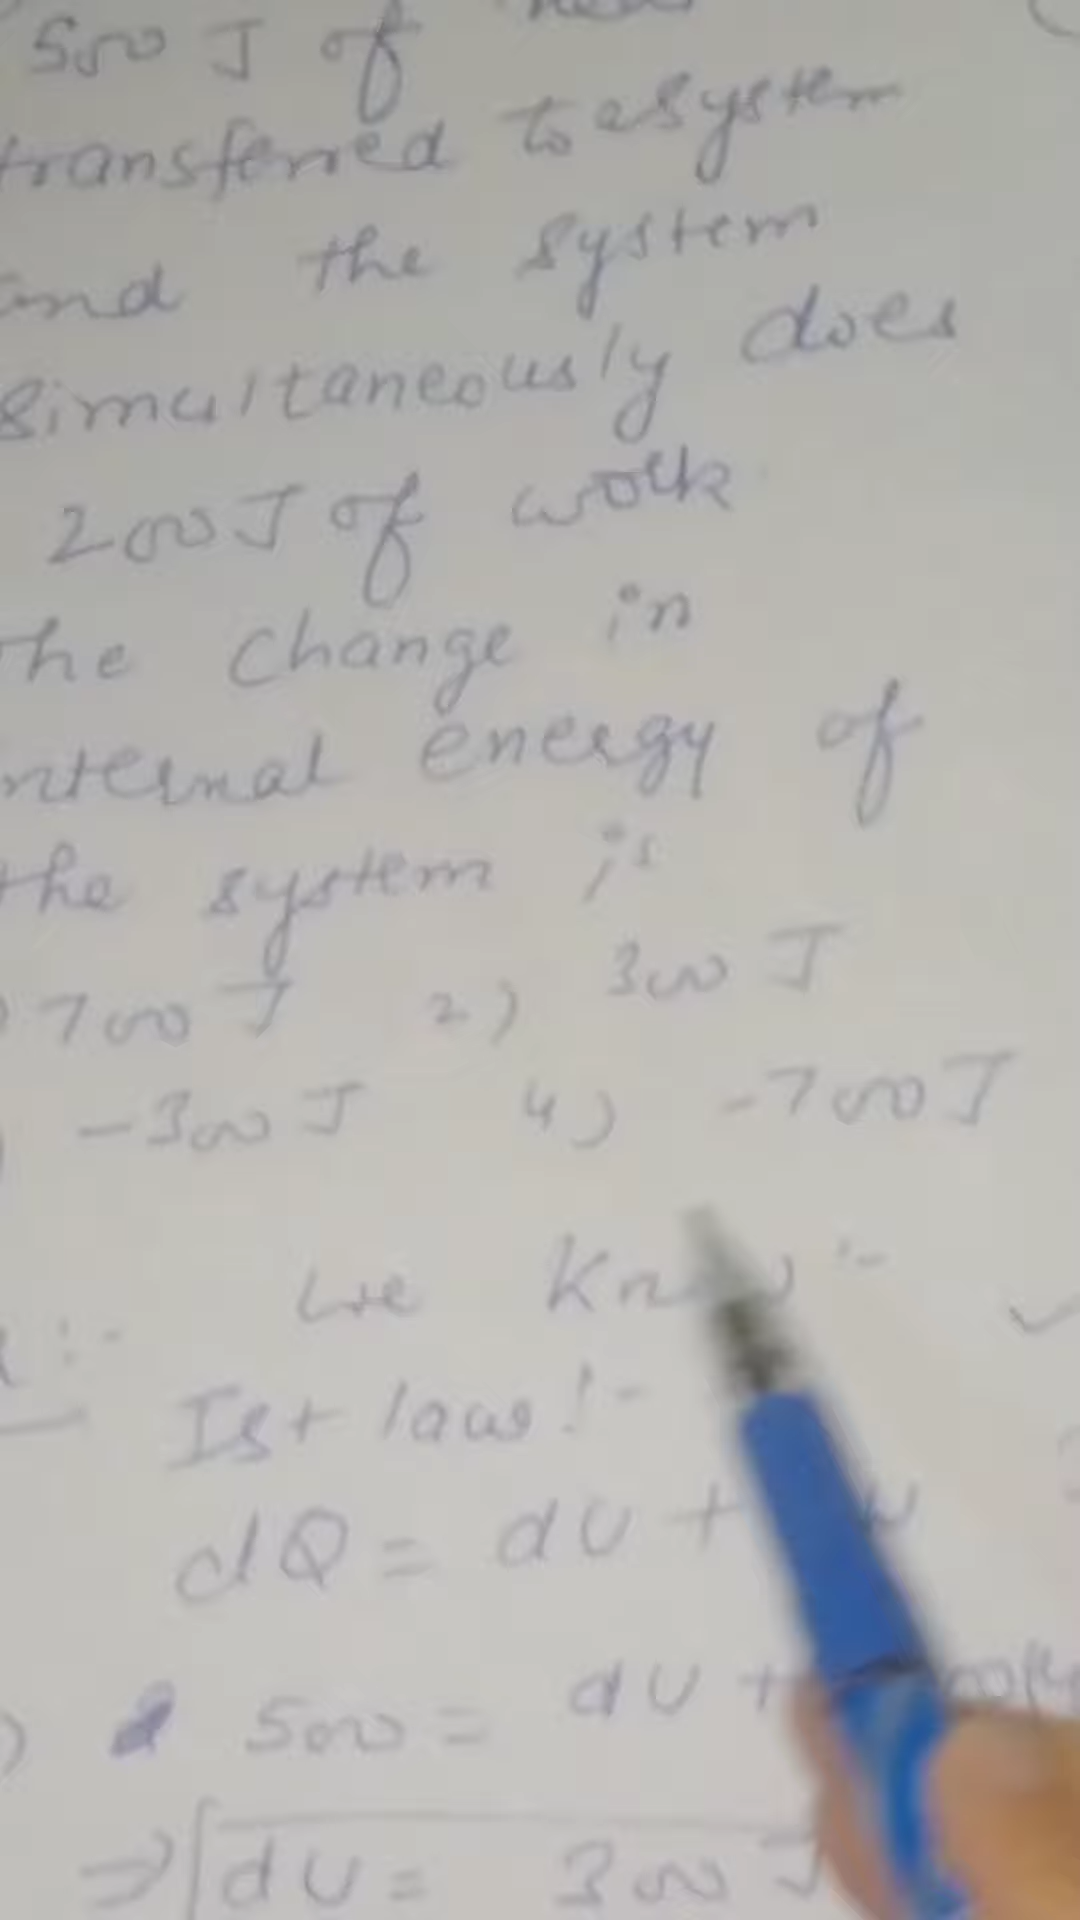 500 J of
transferred to a system
and the system
simultaneously does
200 J of work
the change in
internal energy of
the system is
700 J 2) 300 J
-300 J 4) -700 J
we Know :-
Ist law :-
dQ = dU +
500 = dU +
⇒ dU = 300 J